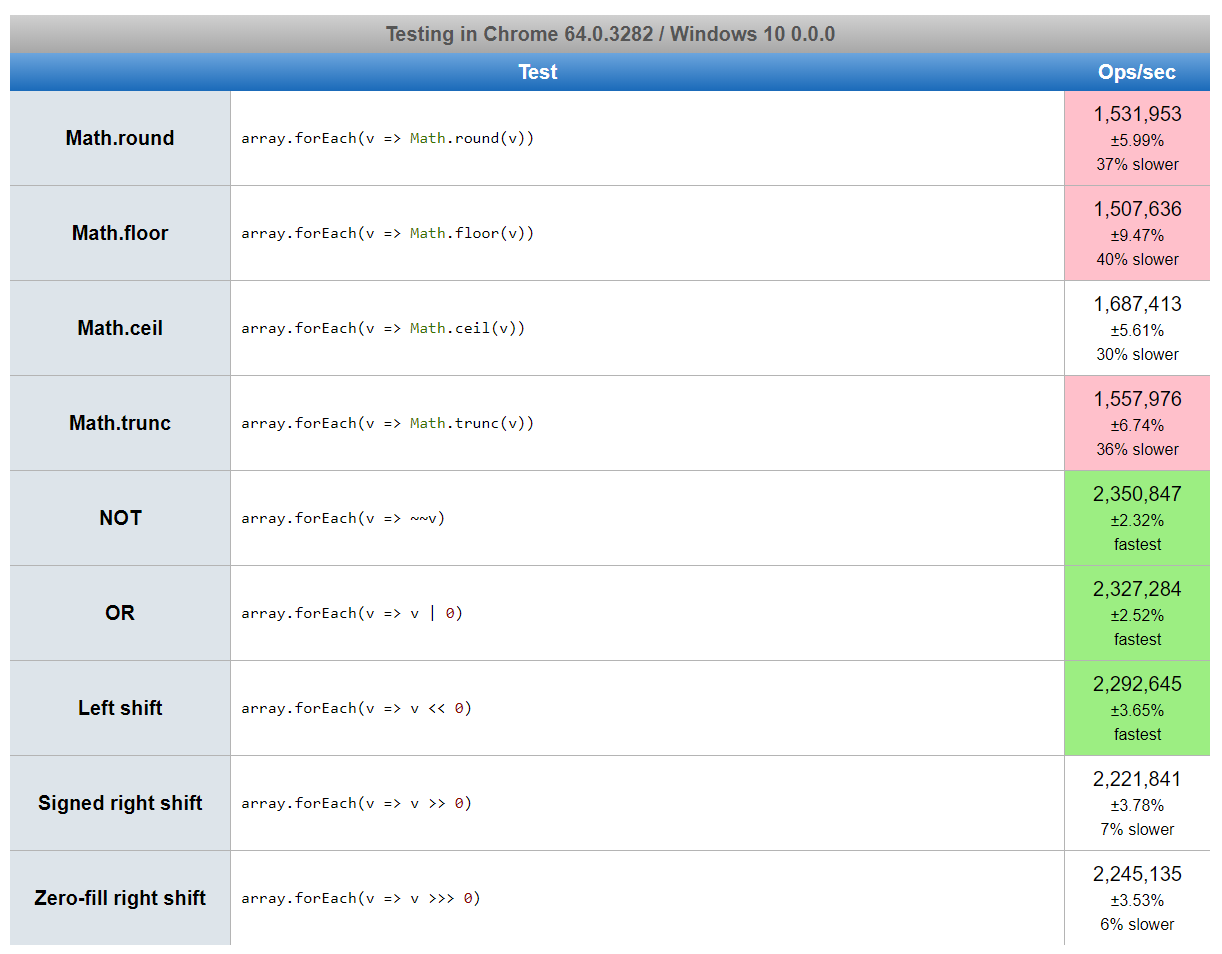 Testing in Chrome 64.0.3282 / Windows 10 0.0.0
Test Ops/sec
Math.round array.forEach(v => Math.round(v)) 1,531,953
±5.99%
37% slower
Math.floor array.forEach(v => Math.floor(v)) 1,507,636
±9.47%
40% slower
Math.ceil array.forEach(v => Math.ceil(v)) 1,687,413
±5.61%
30% slower
Math.trunc array.forEach(v => Math.trunc(v)) 1,557,976
±6.74%
36% slower
NOT array.forEach(v => ~~v) 2,350,847
±2.32%
fastest
OR array.forEach(v => v | 0) 2,327,284
±2.52%
fastest
Left shift array.forEach(v => v << 0) 2,292,645
±3.65%
fastest
Signed right shift array.forEach(v => v >> 0) 2,221,841
±3.78%
7% slower
Zero-fill right shift array.forEach(v => v >>> 0) 2,245,135
±3.53%
6% slower